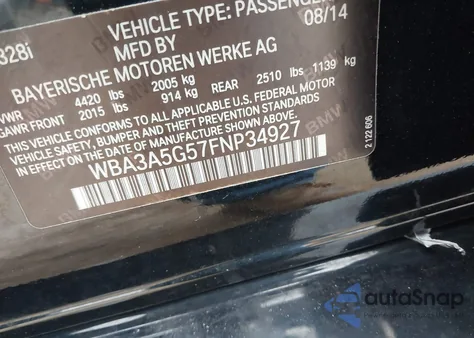 328i
VEHICLE TYPE: PASSENGER
MFD BY 08/14
BAYERISCHE MOTOREN WERKE AG
4420 lbs 2005 kg
GAWR FRONT 2015 lbs 914 kg REAR 2510 lbs 1139 kg
THIS VEHICLE CONFORMS TO ALL APPLICABLE U.S. FEDERAL MOTOR
VEHICLE SAFETY, BUMPER, AND THEFT PREVENTION STANDARDS IN
EFFECT ON THE DATE OF MANUFACTURE SHOWN ABOVE.
WBA3A5G57FNP34927
2 122 606
autoSnap